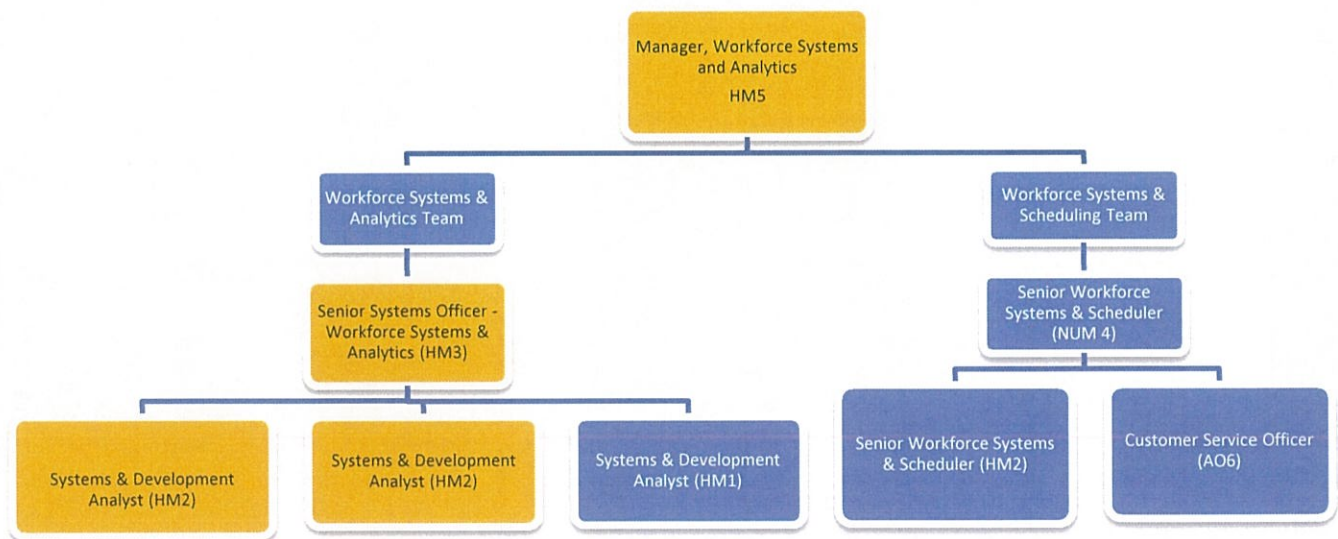 Manager, Workforce Systems
and Analytics
HM5
Workforce Systems &
Analytics Team
Workforce Systems &
Scheduling Team
Senior Systems Officer -
Workforce Systems &
Analytics (HM3)
Senior Workforce
Systems & Scheduler
(NUM 4)
Systems & Development
Analyst (HM2)
Systems & Development
Analyst (HM2)
Systems & Development
Analyst (HM1)
Senior Workforce Systems
& Scheduler (HM2)
Customer Service Officer
(AO6)